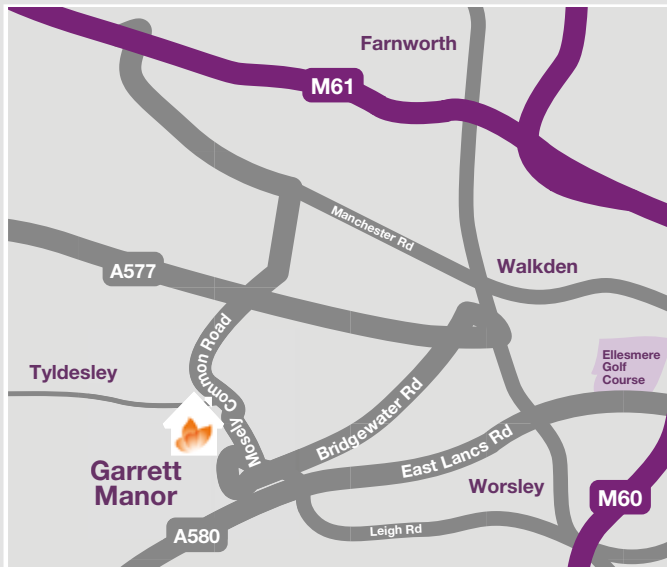 Farnworth
M61
Manchester Rd
Walkden
A577
Mosely Common Road
Ellesmere
Golf
Course
Tyldesley
Bridgewater Rd
East Lancs Rd
Garrett
Manor
Worsley
M60
A580
Leigh Rd